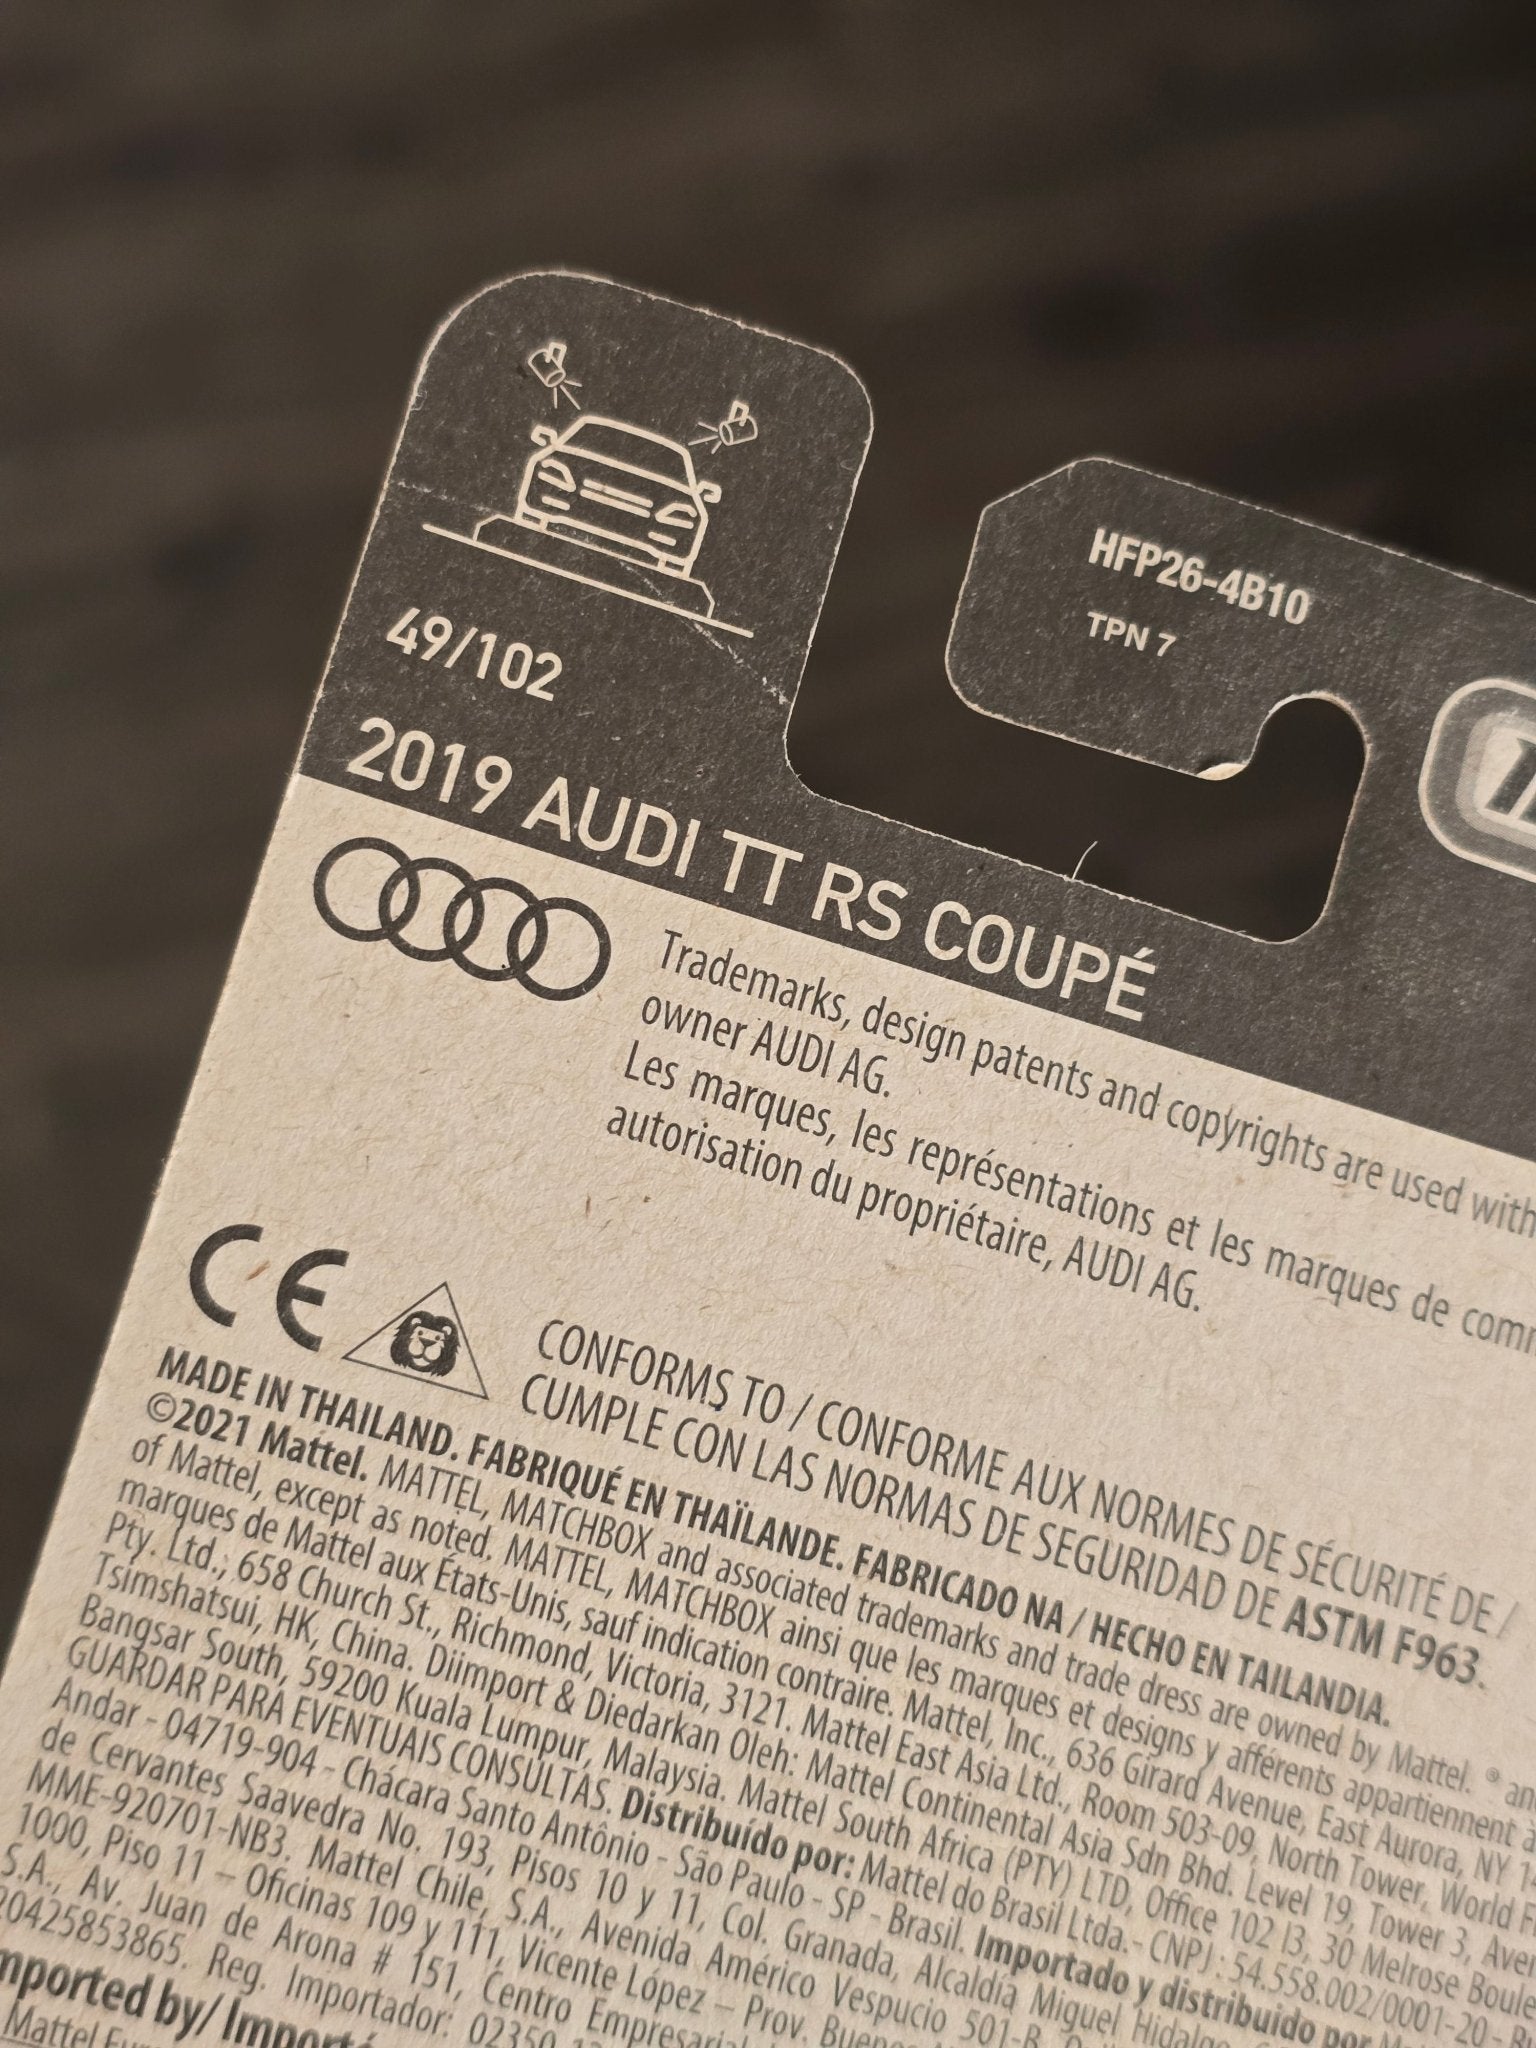 49/102
HFP26-4B10
TPN 7
2019 AUDI TT RS COUPÉ
Trademarks, design patents and copyrights are used with
owner AUDI AG.
Les marques, les représentations et les marques de
autorisation du propriétaire, AUDI AG.
CE
CONFORMS TO / CONFORME AUX NORMES DE SÉCURITÉ DE /
CUMPLE CON LAS NORMAS DE SEGURIDAD DE ASTM F963.
MADE IN THAILAND. FABRIQUÉ EN THAÏLANDE. FABRICADO NA / HECHO EN TAILANDIA.
©2021 Mattel. MATTEL, MATCHBOX and associated trademarks and trade dress are owned by Mattel. ®
of Mattel, except as noted. MATTEL, MATCHBOX ainsi que les marques et designs y afférents appartiennent à
marques de Mattel aux États-Unis, sauf indication contraire. Mattel, Inc., 636 Girard Avenue, East Aurora, NY
Pty. Ltd., 658 Church St., Richmond, Victoria, 3121. Mattel East Asia Ltd., Room 503-09, North Tower, World
Tsimshatsui, HK, China. Diimport & Diedarkan Oleh: Mattel Continental Asia Sdn Bhd. Level 19, Tower 3,
Bangsar South, 59200 Kuala Lumpur, Malaysia. Mattel South Africa (PTY) LTD, Office 102 I3, 30 Melrose
GUARDAR PARA EVENTUAIS CONSULTAS. Distribuído por: Mattel do Brasil Ltda.- CNPJ : 54.558.002/0001-20 -
Andar - 04719-904 - Chácara Santo Antônio - São Paulo - SP - Brasil. Importado y distribuido por
de Cervantes Saavedra No. 193, Pisos 10 y 11, Col. Granada, Alcaldía Miguel Hidalgo,
MME-920701-NB3. Mattel Chile, S.A., Avenida Américo Vespucio 501-B,
1000, Piso 11 – Oficinas 109 y 111, Vicente López – Prov. Buenos
S.A., Av. Juan de Arona # 151, Centro
20425853865. Reg. Importador: 02350
by/
Mattel